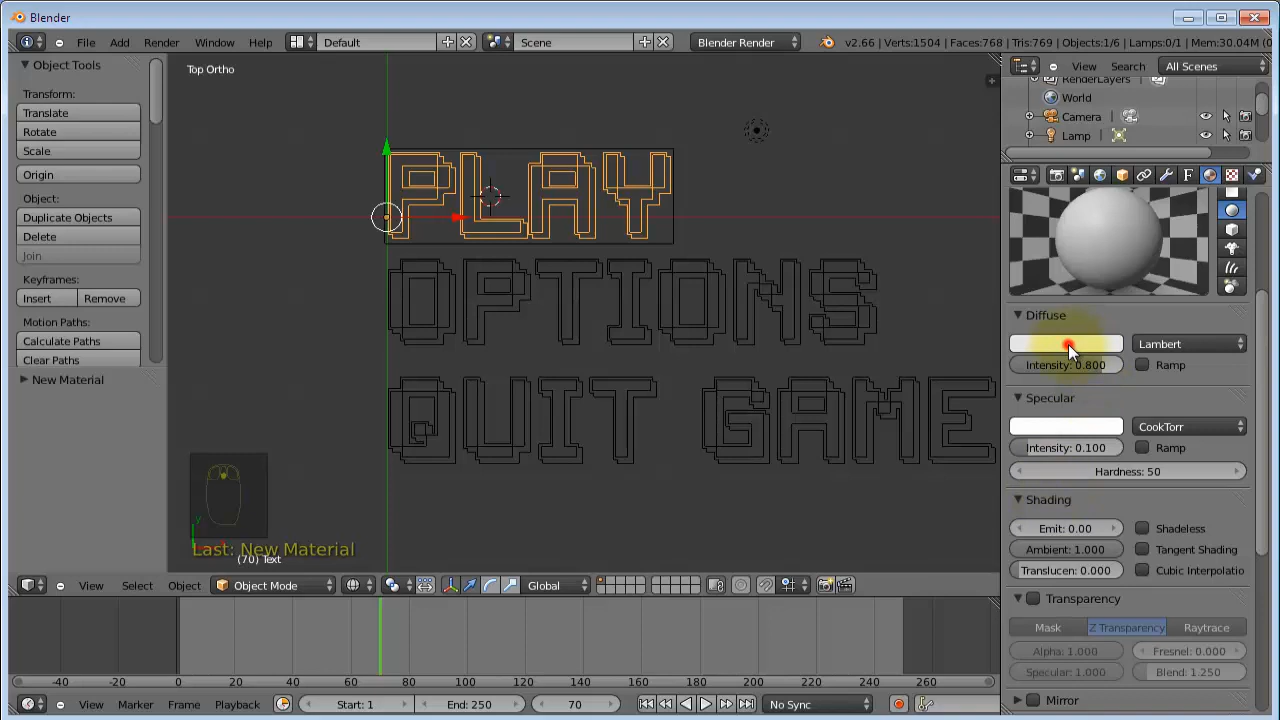 Blender
File Add Render Window Help Default Scene Blender Render v2.66 | Verts:1504 | Faces:768 | Tris:769 | Objects:1/6 | Lamps:0/1 | Mem:30.04M (0
Object Tools
Transform:
Translate
Rotate
Scale
Origin
Object:
Duplicate Objects
Delete
Join
Keyframes:
Insert Remove
Motion Paths:
Calculate Paths
Clear Paths
New Material
Top Ortho
PLAY
OPTIONS
QUIT GAME
y
Last: New Material
(70) Text
View Select Object Object Mode Global
-40 -20 0 20 40 60 80 100 120 140 160 180 200 220 240 260
View Marker Frame Playback Start: 1 End: 250 70 No Sync
View Search All Scenes
RenderLayers
World
Camera
Lamp
F
Diffuse
Lambert
Intensity: 0.800 Ramp
Specular
CookTorr
Intensity: 0.100 Ramp
Hardness: 50
Shading
Emit: 0.00 Shadeless
Ambient: 1.000 Tangent Shading
Translucen: 0.000 Cubic Interpolatio
Transparency
Mask Z Transparency Raytrace
Alpha: 1.000 Fresnel: 0.000
Specular: 1.000 Blend: 1.250
Mirror